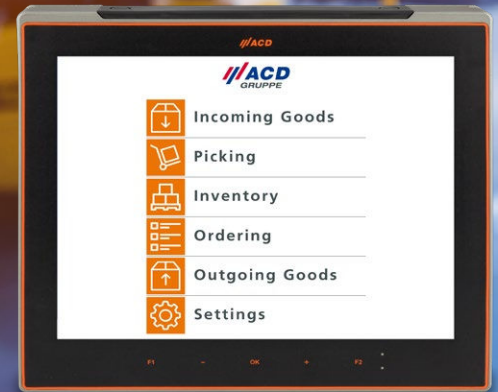 ACD
ACD
GRUPPE
Incoming Goods
Picking
Inventory
Ordering
Outgoing Goods
Settings
F1 - OK + F2